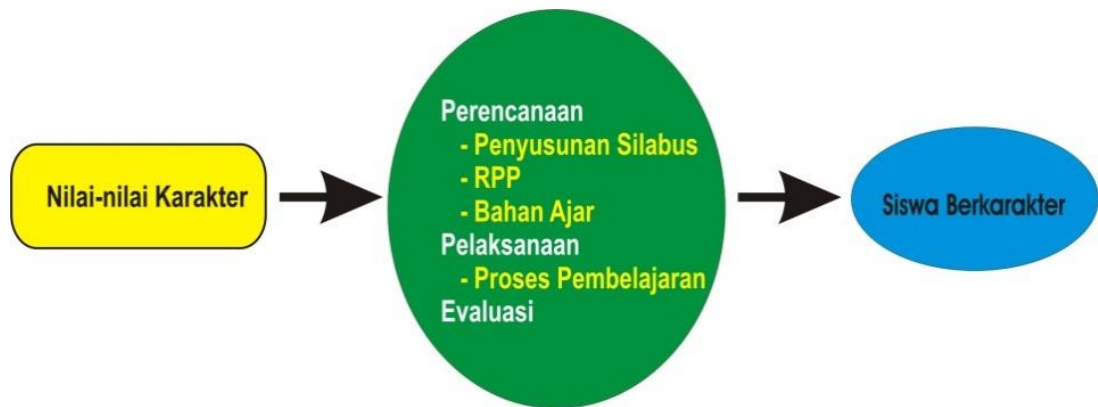 Nilai-nilai Karakter
Perencanaan
- Penyusunan Silabus
- RPP
- Bahan Ajar
Pelaksanaan
- Proses Pembelajaran
Evaluasi
Siswa Berkarakter